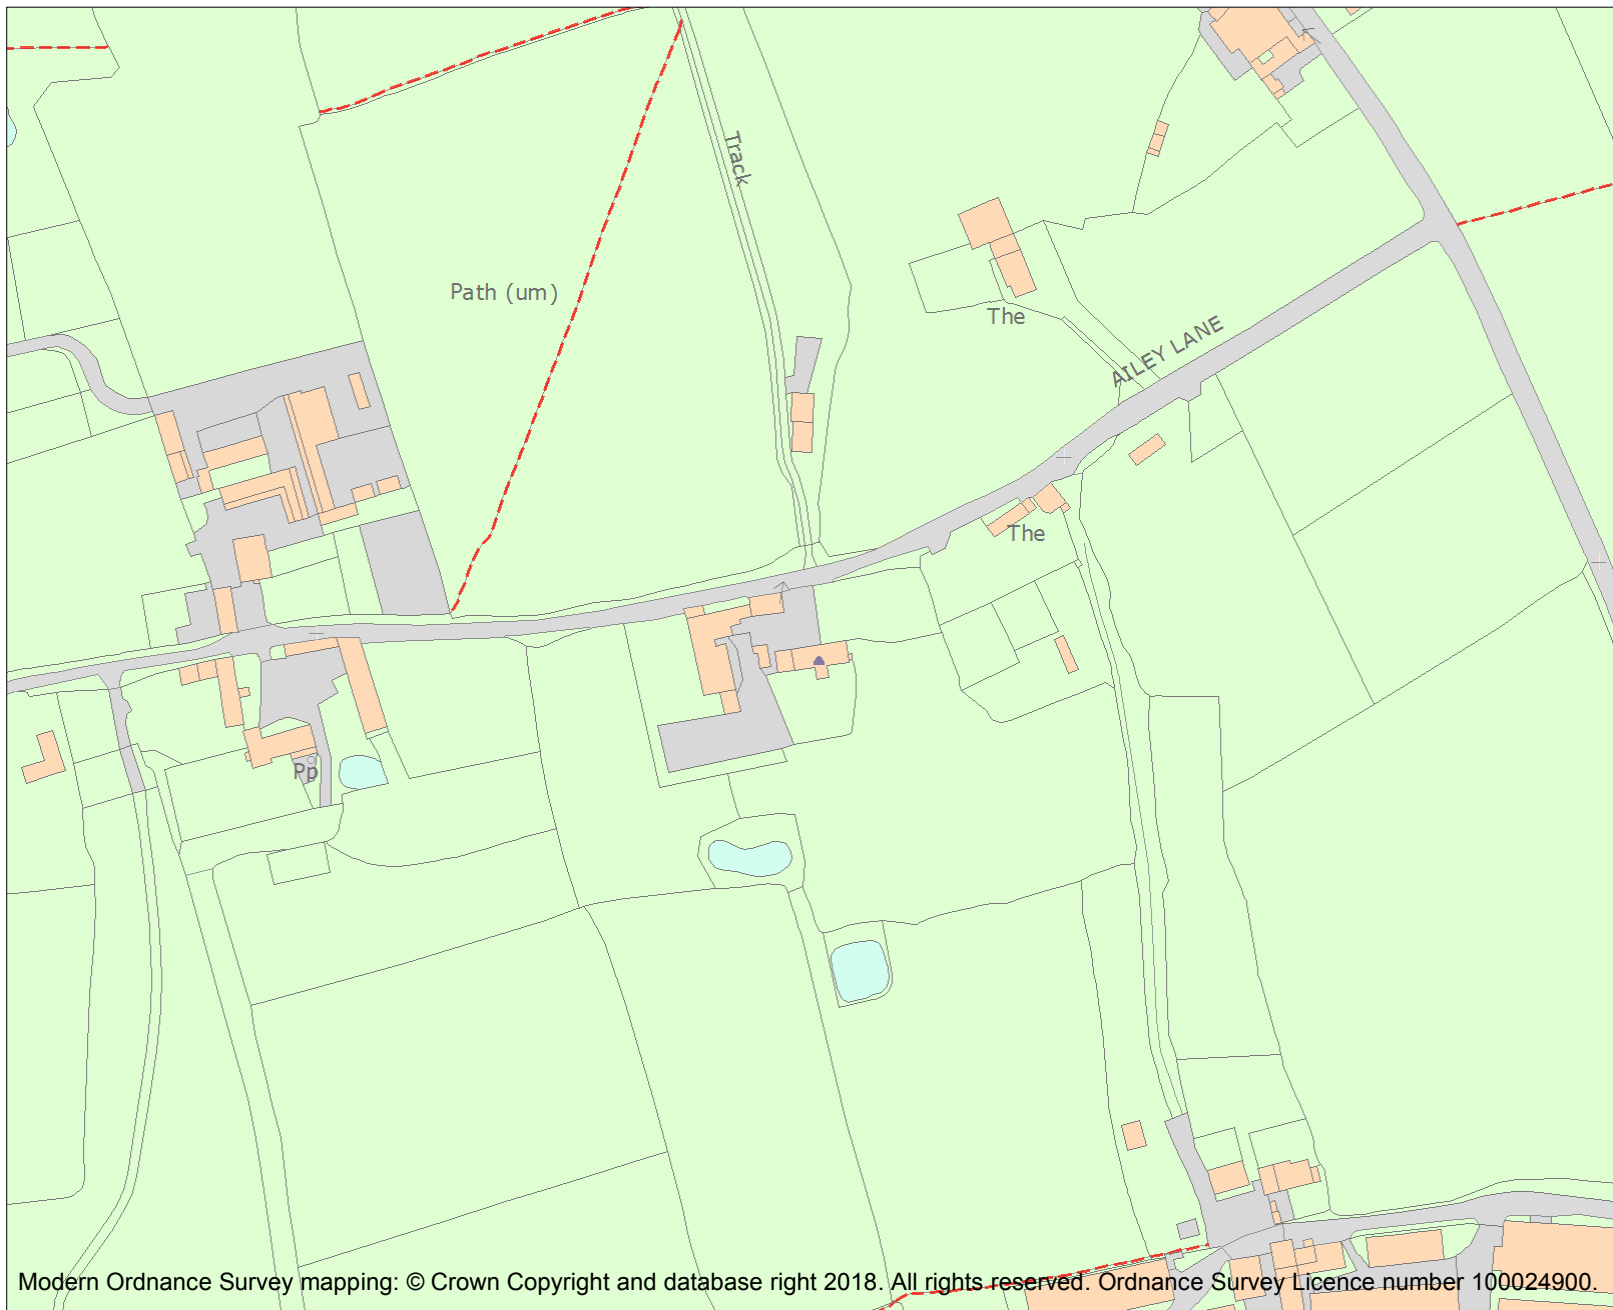 Track
Path (um)
The
AILEY LANE
The
Pp
Modern Ordnance Survey mapping: © Crown Copyright and database right 2018. All rights reserved. Ordnance Survey Licence number 100024900.